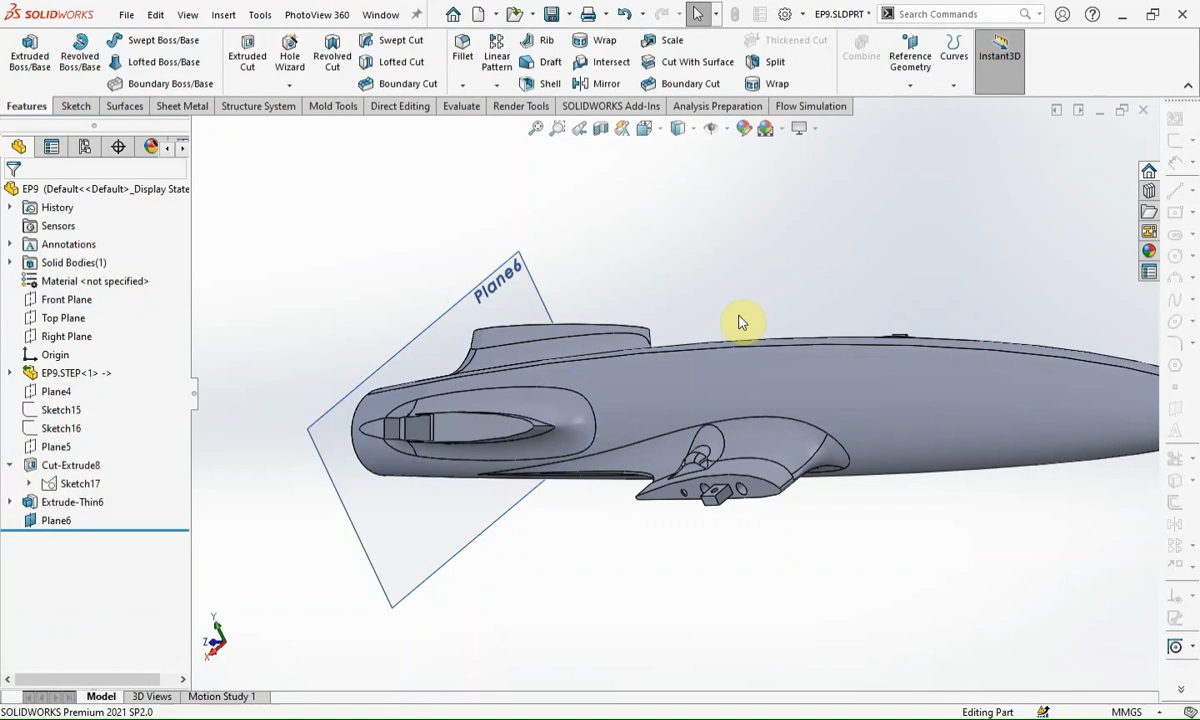 SOLIDWORKS File Edit View Insert Tools PhotoView 360 Window EP9.SLDPRT * Search Commands
Extruded Boss/Base Revolved Boss/Base Swept Boss/Base Lofted Boss/Base Boundary Boss/Base
Extruded Cut Hole Wizard Revolved Cut Swept Cut Lofted Cut Boundary Cut
Fillet Linear Pattern Rib Draft Shell Wrap Intersect Mirror
Scale Cut With Surface Boundary Cut Thickened Cut Split Wrap
Combine Reference Geometry Curves Instant3D
Features Sketch Surfaces Sheet Metal Structure System Mold Tools Direct Editing Evaluate Render Tools SOLIDWORKS Add-Ins Analysis Preparation Flow Simulation
EP9 (Default<<Default>_Display State
History
Sensors
Annotations
Solid Bodies(1)
Material <not specified>
Front Plane
Top Plane
Right Plane
Origin
EP9.STEP<1> ->
Plane4
Sketch15
Sketch16
Plane5
Cut-Extrude8
Sketch17
Extrude-Thin6
Plane6
Plane6
Y
Z
X
Model 3D Views Motion Study 1
SOLIDWORKS Premium 2021 SP2.0 Editing Part MMGS